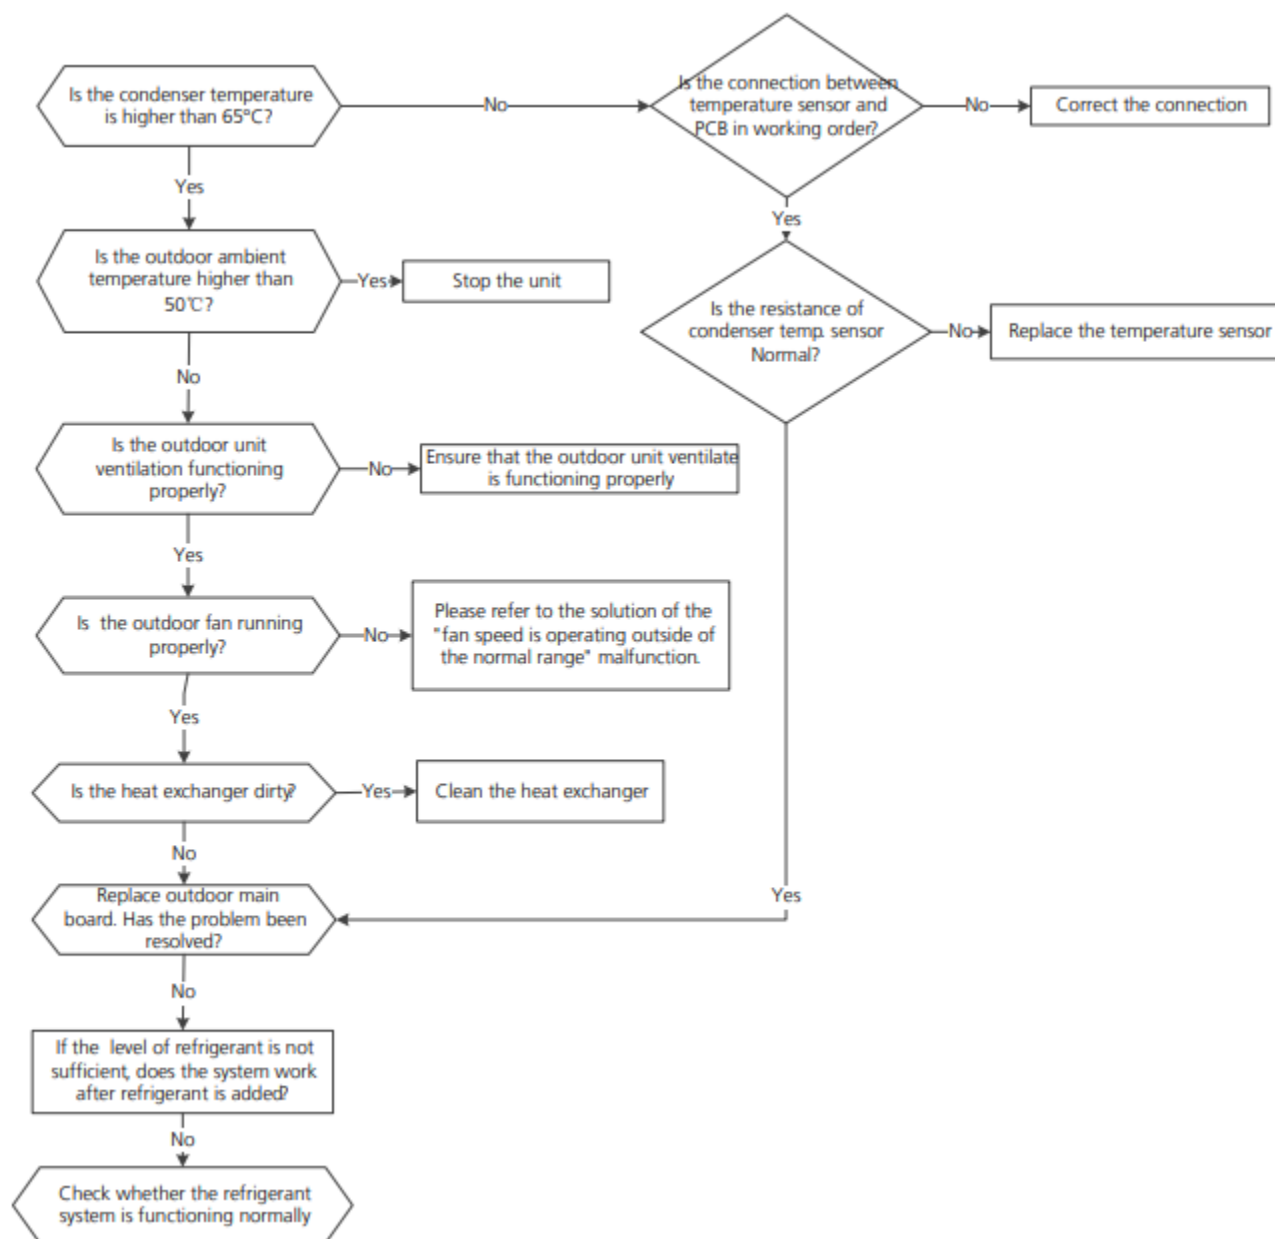 Is the condenser temperature
is higher than 65°C?
No
Is the connection between
temperature sensor and
PCB in working order?
No
Correct the connection
Yes
Yes
Is the outdoor ambient
temperature higher than
50℃?
Yes
Stop the unit
Is the resistance of
condenser temp. sensor
Normal?
No
Replace the temperature sensor
No
Is the outdoor unit
ventilation functioning
properly?
No
Ensure that the outdoor unit ventilate
is functioning properly
Yes
Is the outdoor fan running
properly?
No
Please refer to the solution of the
"fan speed is operating outside of
the normal range" malfunction.
Yes
Is the heat exchanger dirty?
Yes
Clean the heat exchanger
No
Yes
Replace outdoor main
board. Has the problem been
resolved?
No
If the level of refrigerant is not
sufficient, does the system work
after refrigerant is added?
No
Check whether the refrigerant
system is functioning normally